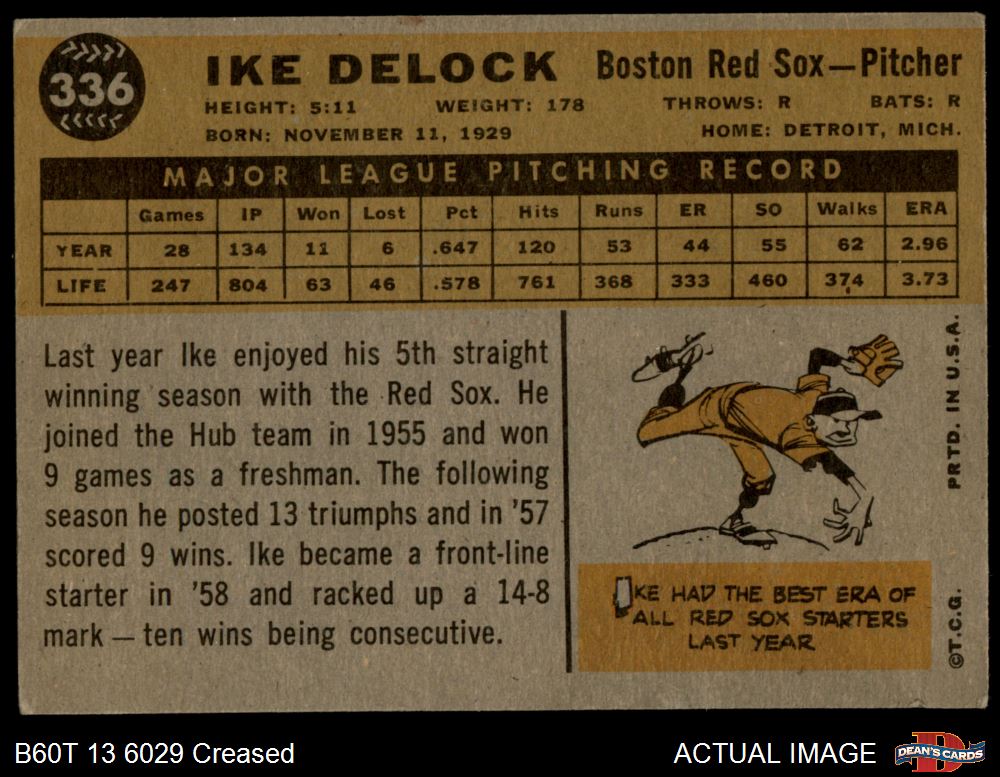 336
IKE DELOCK Boston Red Sox—Pitcher
HEIGHT: 5:11 WEIGHT: 178 THROWS: R BATS: R
BORN: NOVEMBER 11, 1929 HOME: DETROIT, MICH.
MAJOR LEAGUE PITCHING RECORD
Games IP Won Lost Pct Hits Runs ER SO Walks ERA
YEAR 28 134 11 6 .647 120 53 44 55 62 2.96
LIFE 247 804 63 46 .578 761 368 333 460 374 3.73
Last year Ike enjoyed his 5th straight
winning season with the Red Sox. He
joined the Hub team in 1955 and won
9 games as a freshman. The following
season he posted 13 triumphs and in '57
scored 9 wins. Ike became a front-line
starter in '58 and racked up a 14-8
mark — ten wins being consecutive.
IKE HAD THE BEST ERA OF
ALL RED SOX STARTERS
LAST YEAR
PRTD. IN U.S.A.
©T.C.G.
B60T 13 6029 Creased
ACTUAL IMAGE
DEAN'S CARDS